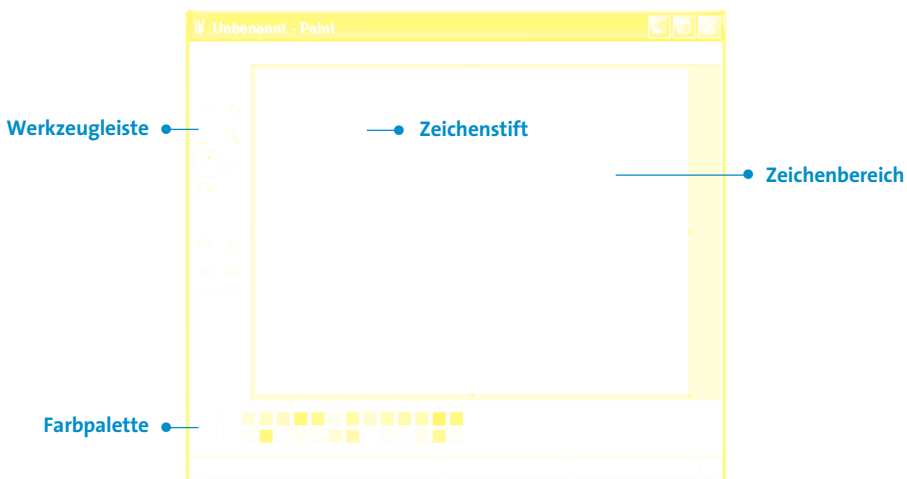 Unbenannt - Paint
Werkzeugleiste
Zeichenstift
Zeichenbereich
Farbpalette